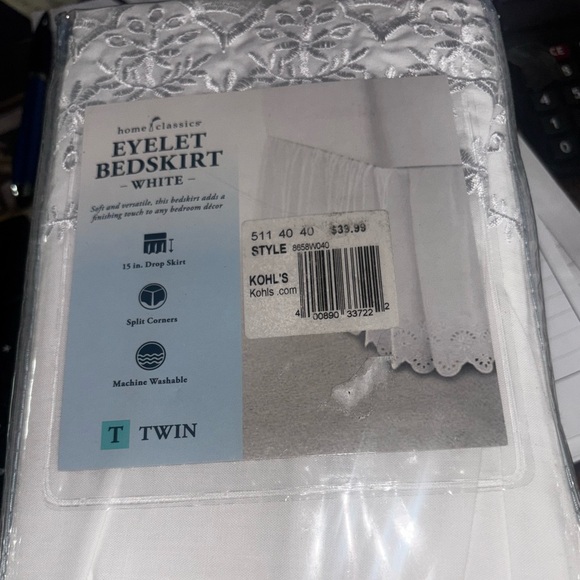 home classics®
EYELET
BEDSKIRT
– WHITE –
Soft and versatile, this bedskirt adds a
finishing touch to any bedroom décor
15 in. Drop Skirt
Split Corners
Machine Washable
T TWIN
511 40 40 $39.99
STYLE 8658W040
KOHL'S
Kohls.com
4 00890 33722 2